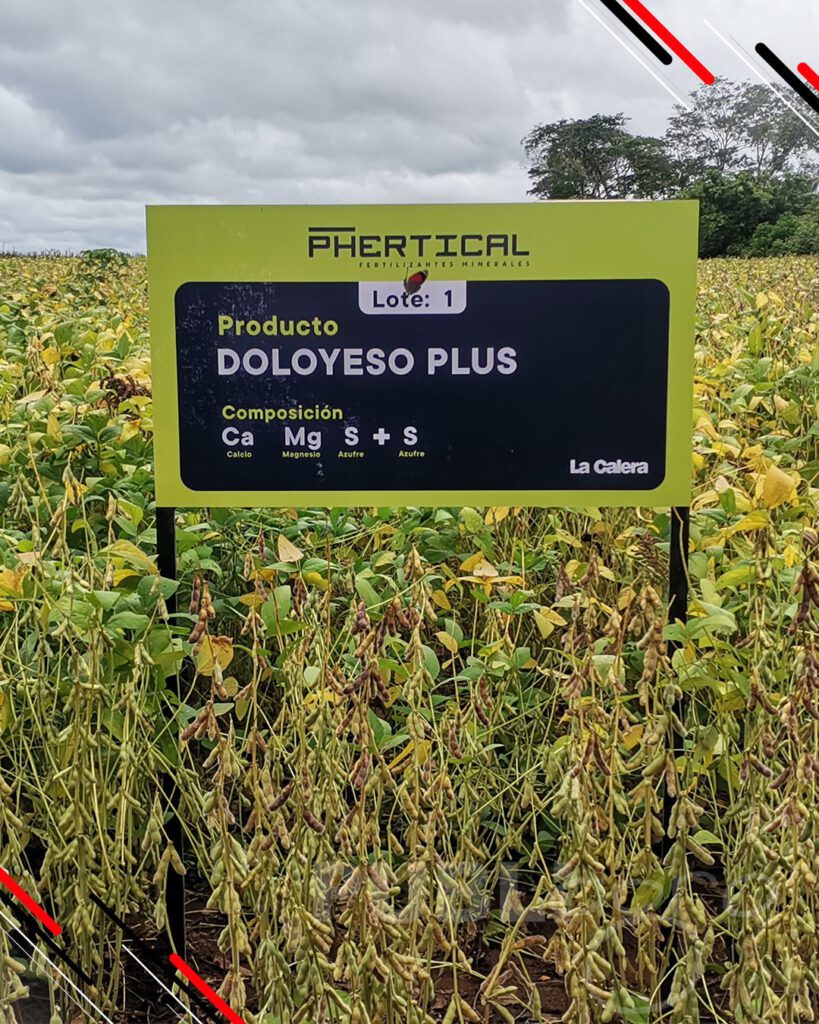 PHERTICAL
FERTILIZANTES MINERALES
Lote: 1
Producto
DOLOYESO PLUS
Composición
Ca Mg S + S
Calcio Magnesio Azufre Azufre
La Calera